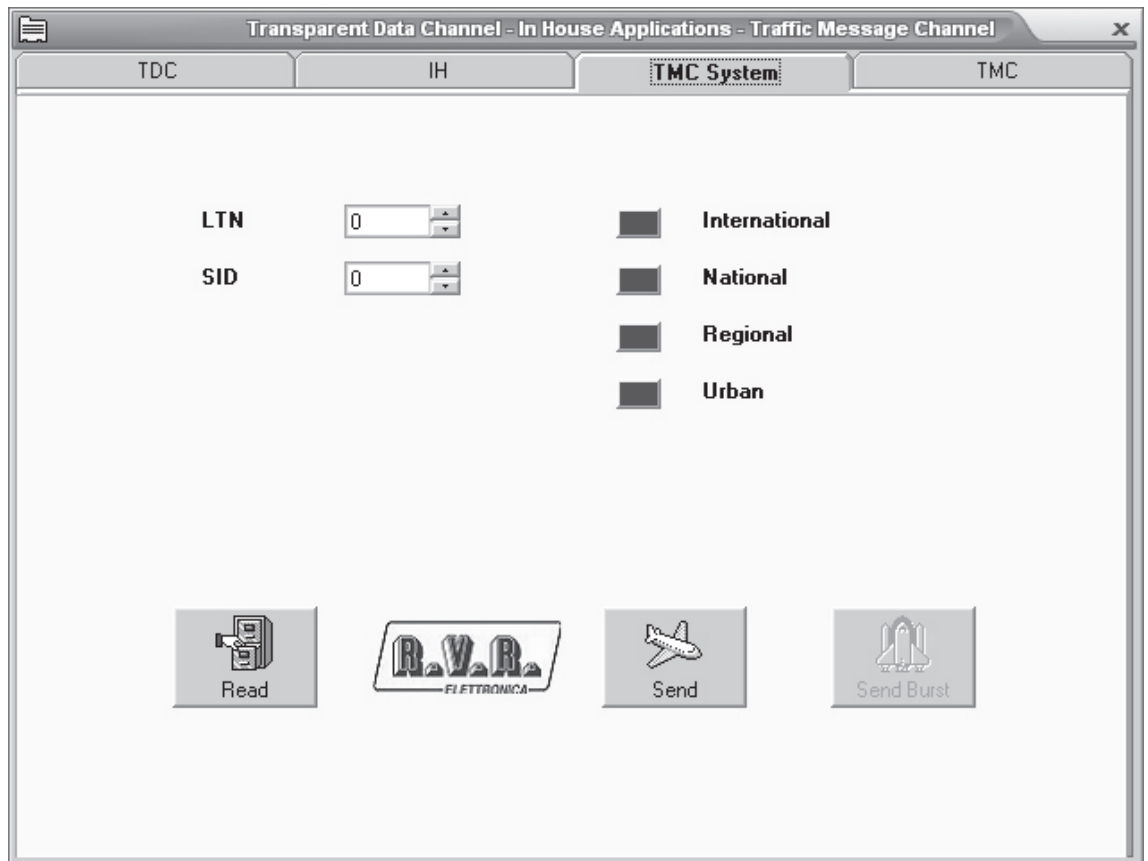 Transparent Data Channel - In House Applications - Traffic Message Channel
TDC IH TMC System TMC
LTN 0 International
SID 0 National
Regional
Urban
Read R.V.R. ELETTRONICA Send Send Burst